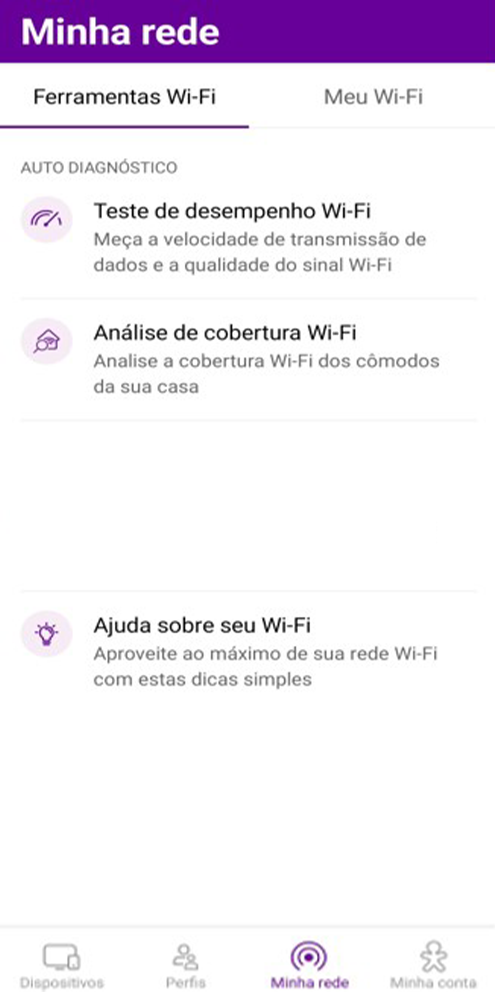 Minha rede
Ferramentas Wi-Fi
Meu Wi-Fi
AUTO DIAGNÓSTICO
Teste de desempenho Wi-Fi
Meça a velocidade de transmissão de
dados e a qualidade do sinal Wi-Fi
Análise de cobertura Wi-Fi
Analise a cobertura Wi-Fi dos cômodos
da sua casa
Ajuda sobre seu Wi-Fi
Aproveite ao máximo de sua rede Wi-Fi
com estas dicas simples
Dispositivos
Perfis
Minha rede
Minha conta